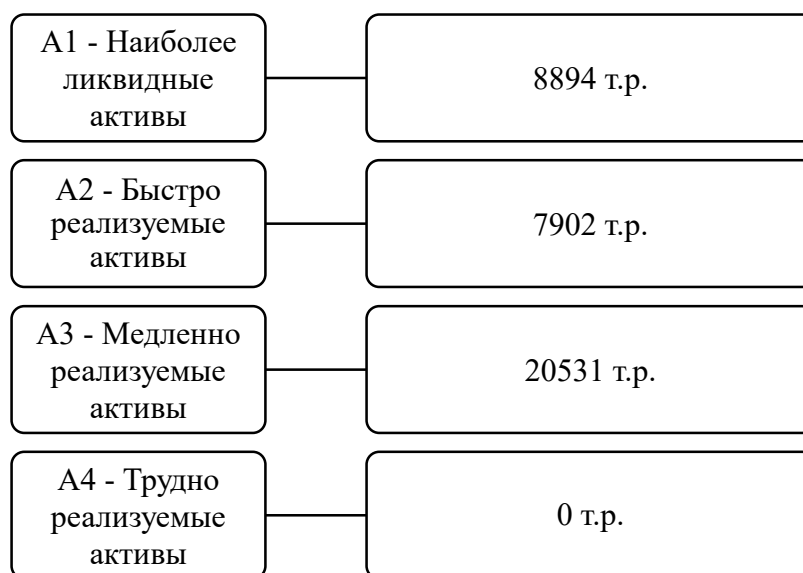 А1 - Наиболее
ликвидные
активы
8894 т.р.
А2 - Быстро
реализуемые
активы
7902 т.р.
А3 - Медленно
реализуемые
активы
20531 т.р.
А4 - Трудно
реализуемые
активы
0 т.р.